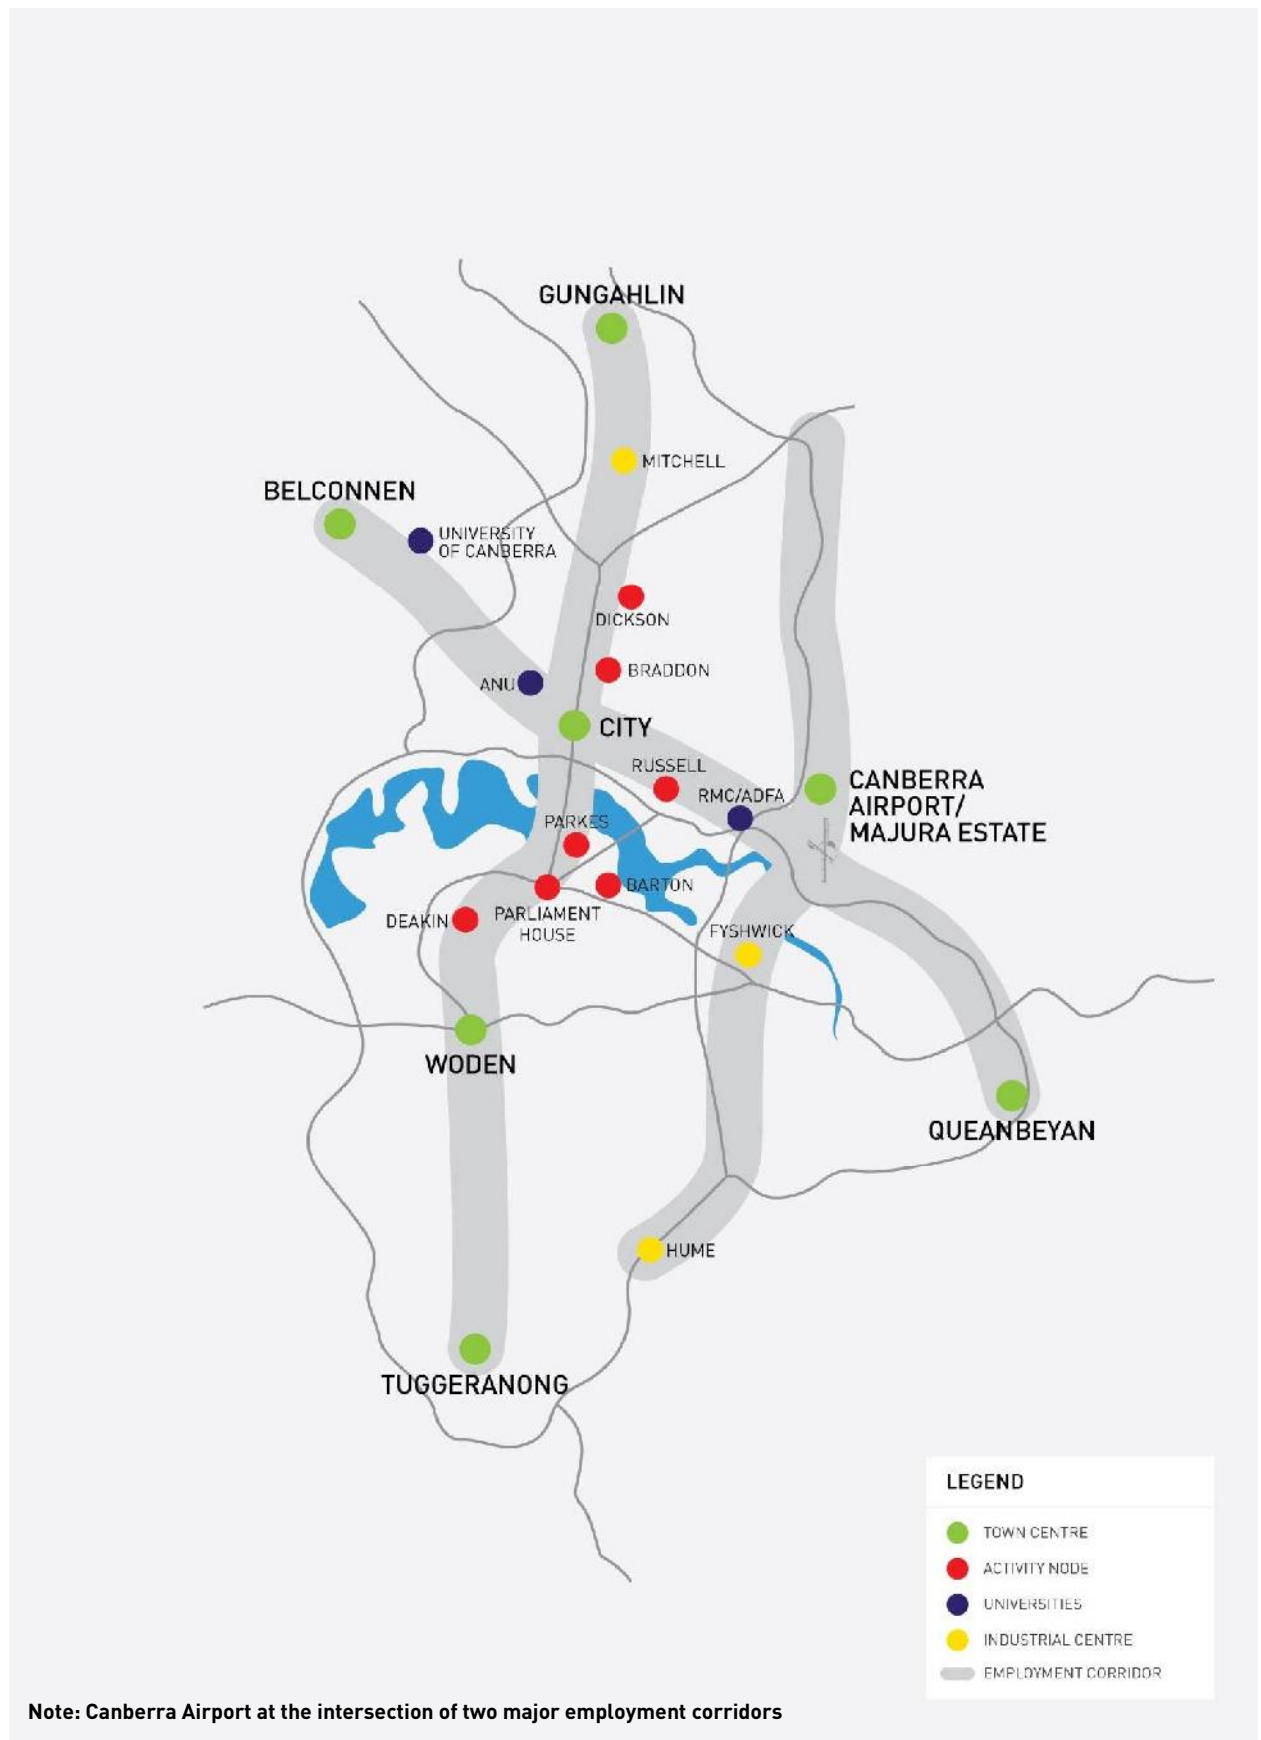 GUNGAHLIN
MITCHELL
BELCONNEN
UNIVERSITY
OF CANBERRA
DICKSON
BRADDON
ANU
CITY
RUSSELL
RMC/ADFA
CANBERRA
AIRPORT/
MAJURA ESTATE
PARKES
BARTON
DEAKIN
PARLIAMENT
HOUSE
FYSHWICK
WODEN
QUEANBEYAN
HUME
TUGGERANONG
LEGEND
TOWN CENTRE
ACTIVITY NODE
UNIVERSITIES
INDUSTRIAL CENTRE
EMPLOYMENT CORRIDOR
Note: Canberra Airport at the intersection of two major employment corridors